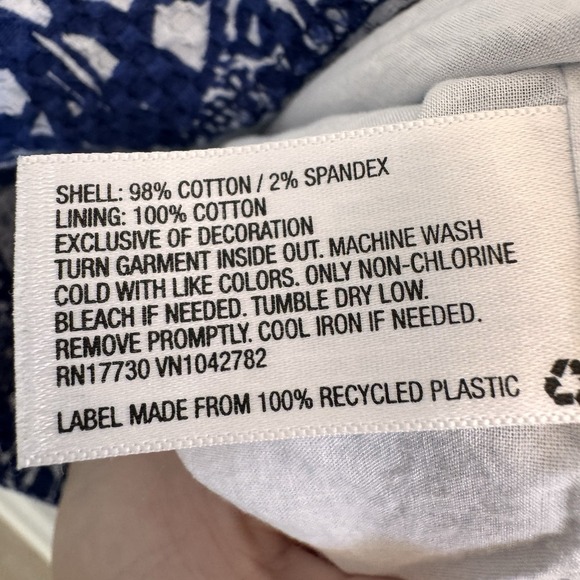 SHELL: 98% COTTON / 2% SPANDEX
LINING: 100% COTTON
EXCLUSIVE OF DECORATION
TURN GARMENT INSIDE OUT. MACHINE WASH
COLD WITH LIKE COLORS. ONLY NON-CHLORINE
BLEACH IF NEEDED. TUMBLE DRY LOW.
REMOVE PROMPTLY. COOL IRON IF NEEDED.
RN17730 VN1042782
LABEL MADE FROM 100% RECYCLED PLASTIC